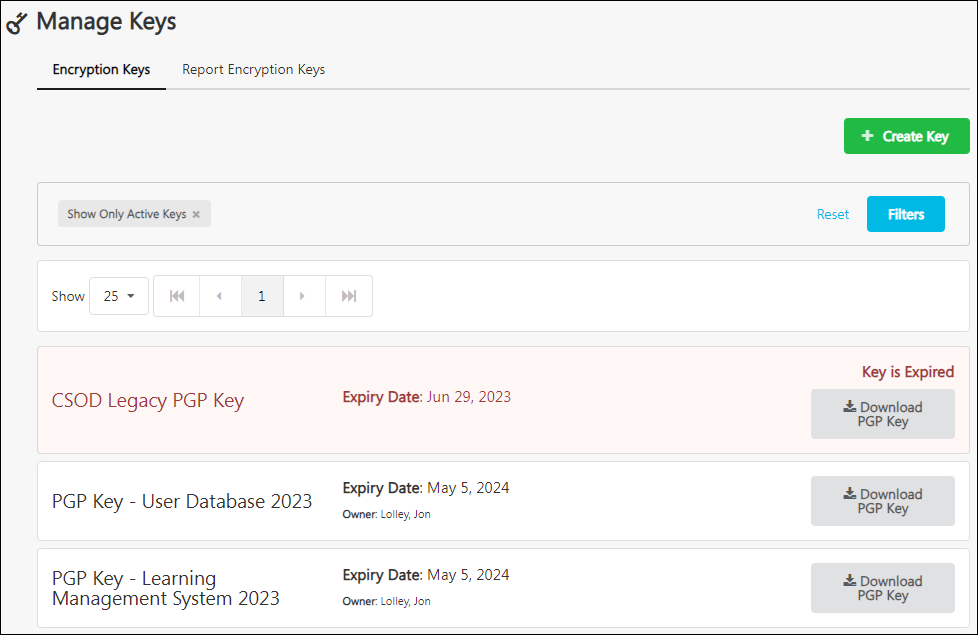 Manage Keys
Encryption Keys
Report Encryption Keys
Create Key
Show Only Active Keys ×
Reset
Filters
Show
25
1
Key is Expired
CSOD Legacy PGP Key
Expiry Date: Jun 29, 2023
Download
PGP Key
PGP Key - User Database 2023
Expiry Date: May 5, 2024
Owner: Lolley, Jon
Download
PGP Key
PGP Key - Learning
Management System 2023
Expiry Date: May 5, 2024
Owner: Lolley, Jon
Download
PGP Key